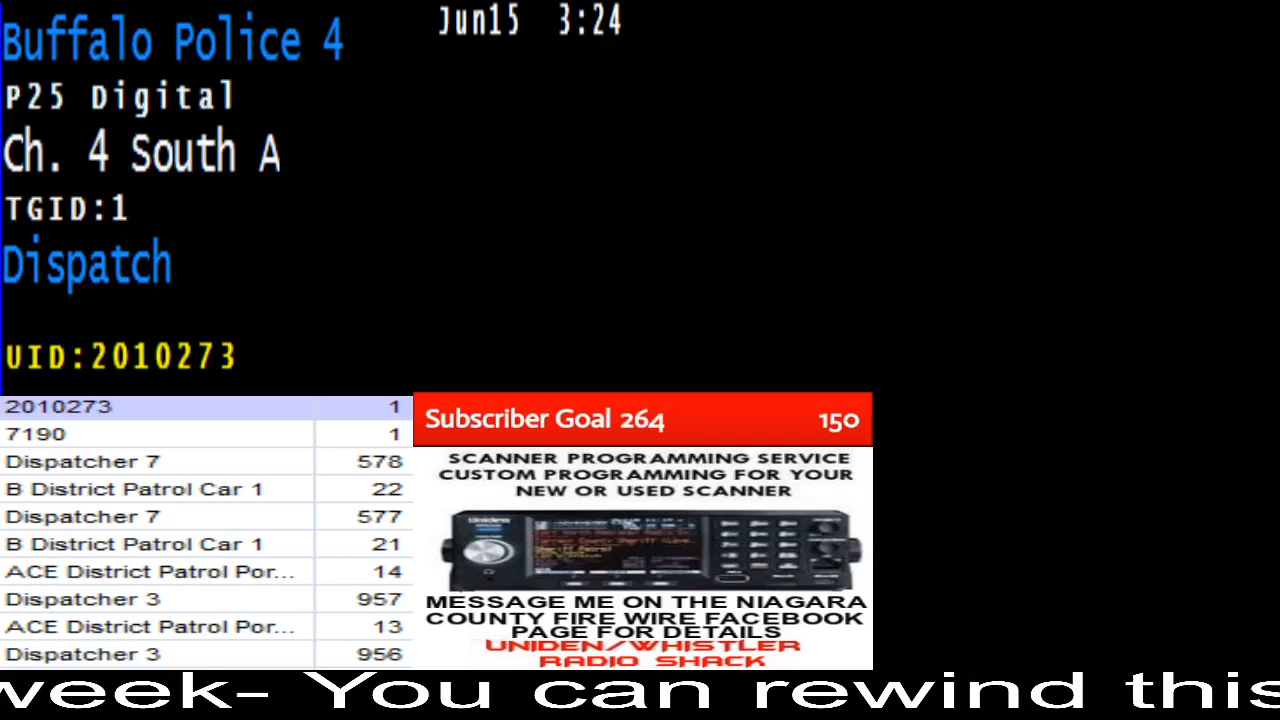 Buffalo Police 4
Jun15 3:24
P25 Digital
Ch. 4 South A
TGID:1
Dispatch
UID:2010273
2010273 1
7190 1
Dispatcher 7 578
B District Patrol Car 1 22
Dispatcher 7 577
B District Patrol Car 1 21
ACE District Patrol Por... 14
Dispatcher 3 957
ACE District Patrol Por... 13
Dispatcher 3 956
Subscriber Goal 264 150
SCANNER PROGRAMMING SERVICE
CUSTOM PROGRAMMING FOR YOUR
NEW OR USED SCANNER
Uniden
MESSAGE ME ON THE NIAGARA
COUNTY FIRE WIRE FACEBOOK
PAGE FOR DETAILS
UNIDEN/WHISTLER
RADIO SHACK
week- You can rewind this